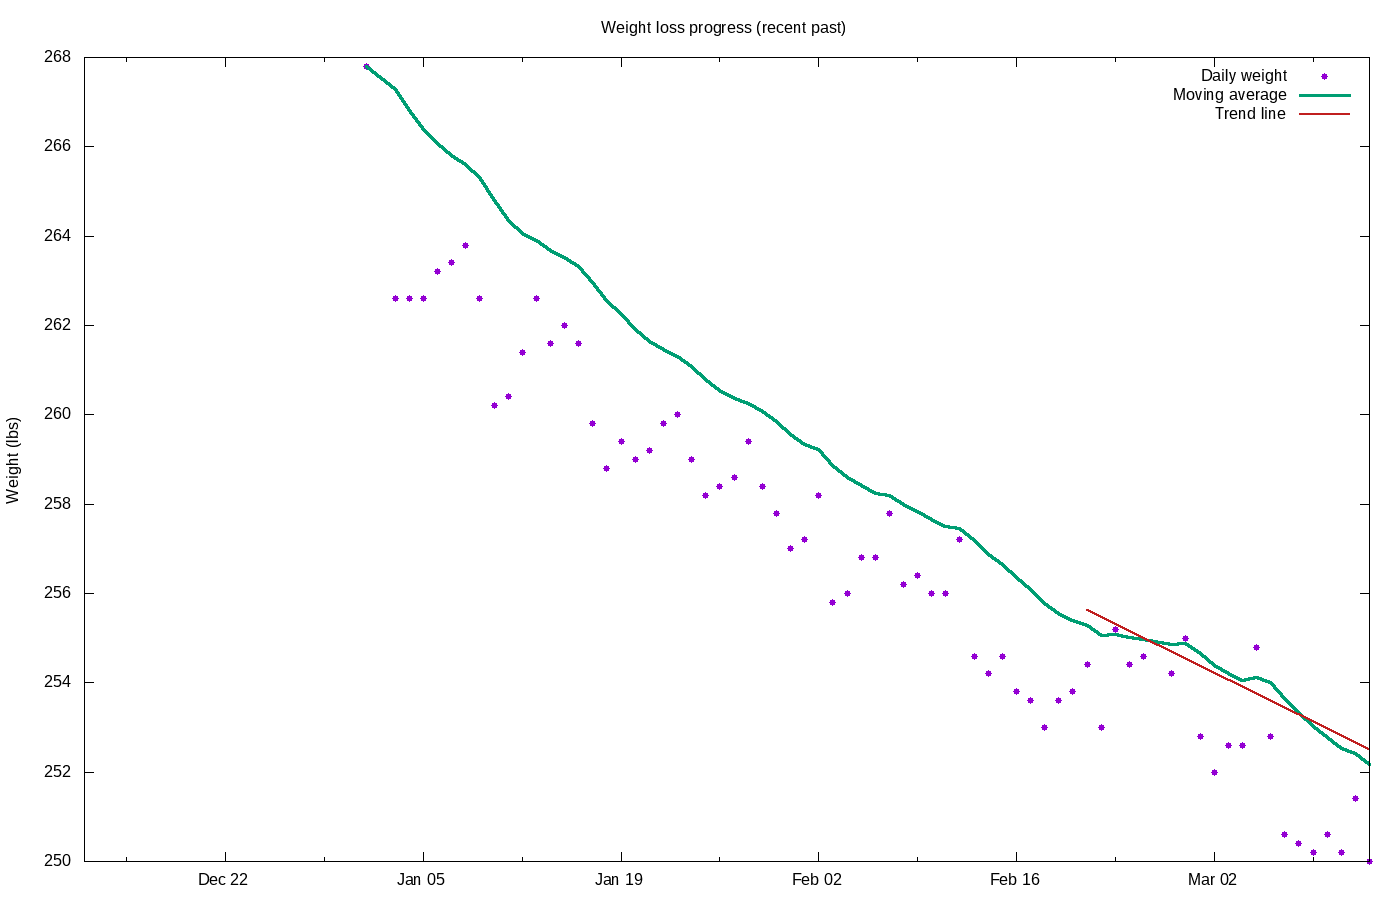 Weight loss progress (recent past)
Daily weight
Moving average
Trend line
268
266
264
262
260
258
256
254
252
250
Weight (lbs)
Dec 22
Jan 05
Jan 19
Feb 02
Feb 16
Mar 02